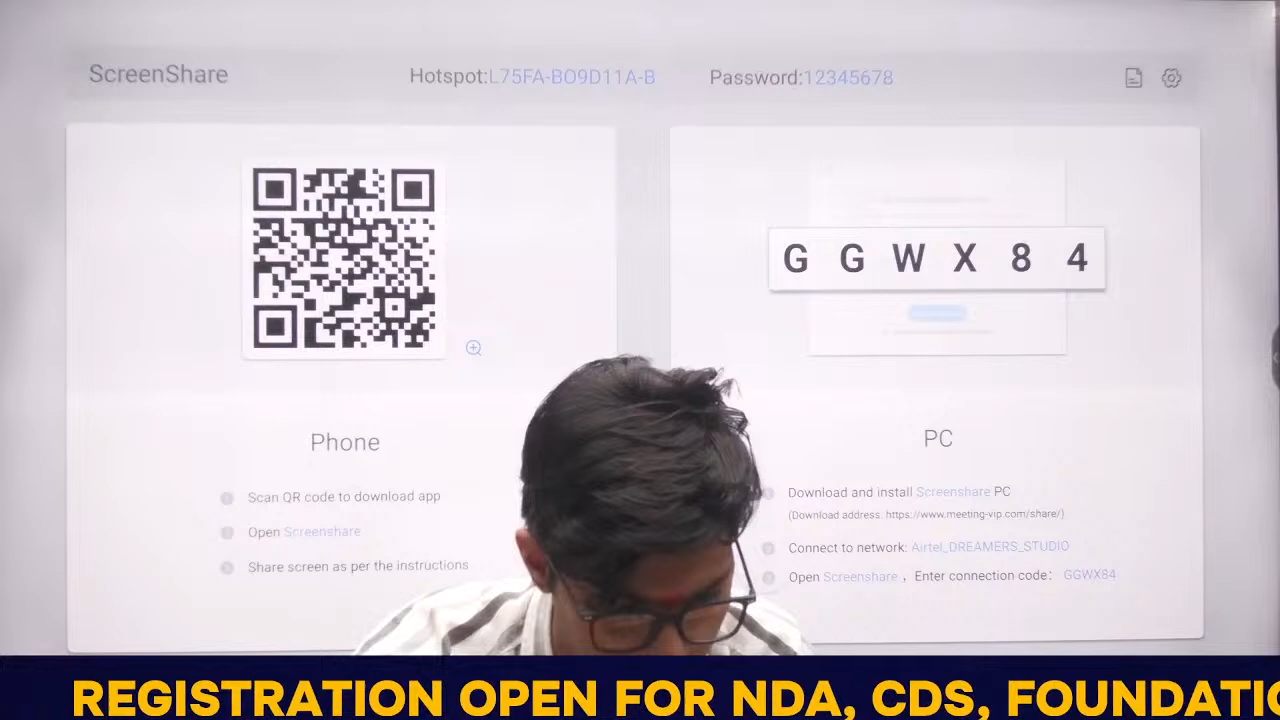 ScreenShare
Hotspot:L75FA-BO9D11A-B
Password:12345678
G G W X 8 4
Phone
Scan QR code to download app
Open Screenshare
Share screen as per the instructions
PC
Download and install Screenshare PC
(Download address: https://www.meeting-vip.com/share/)
Connect to network: Airtel_DREAMERS_STUDIO
Open Screenshare , Enter connection code: GGWX84
REGISTRATION OPEN FOR NDA, CDS, FOUNDATIO